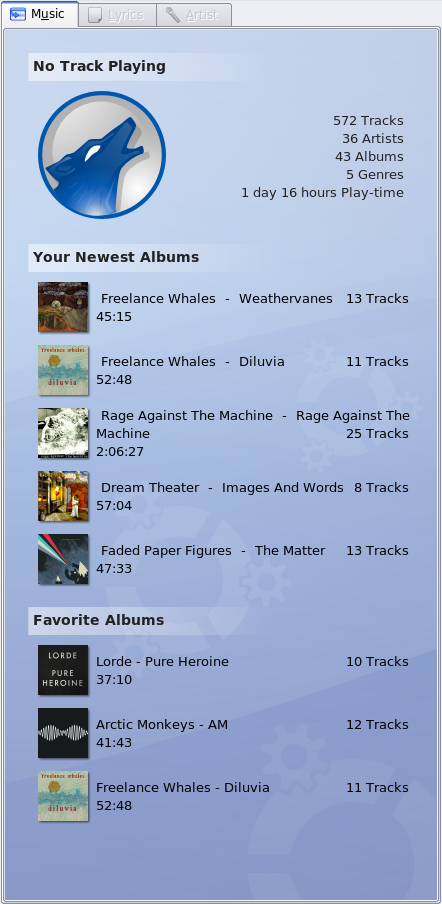 Music Lyrics Artist
No Track Playing
572 Tracks
36 Artists
43 Albums
5 Genres
1 day 16 hours Play-time
Your Newest Albums
Freelance Whales - Weathervanes 13 Tracks
45:15
freelance whales
diluvia
Freelance Whales - Diluvia 11 Tracks
52:48
Rage Against The Machine - Rage Against The
Machine 25 Tracks
2:06:27
Dream Theater - Images And Words 8 Tracks
57:04
Faded Paper Figures - The Matter 13 Tracks
47:33
Favorite Albums
LORDE
PURE
HEROINE
Lorde - Pure Heroine 10 Tracks
37:10
Arctic Monkeys - AM 12 Tracks
41:43
freelance whales
diluvia
Freelance Whales - Diluvia 11 Tracks
52:48